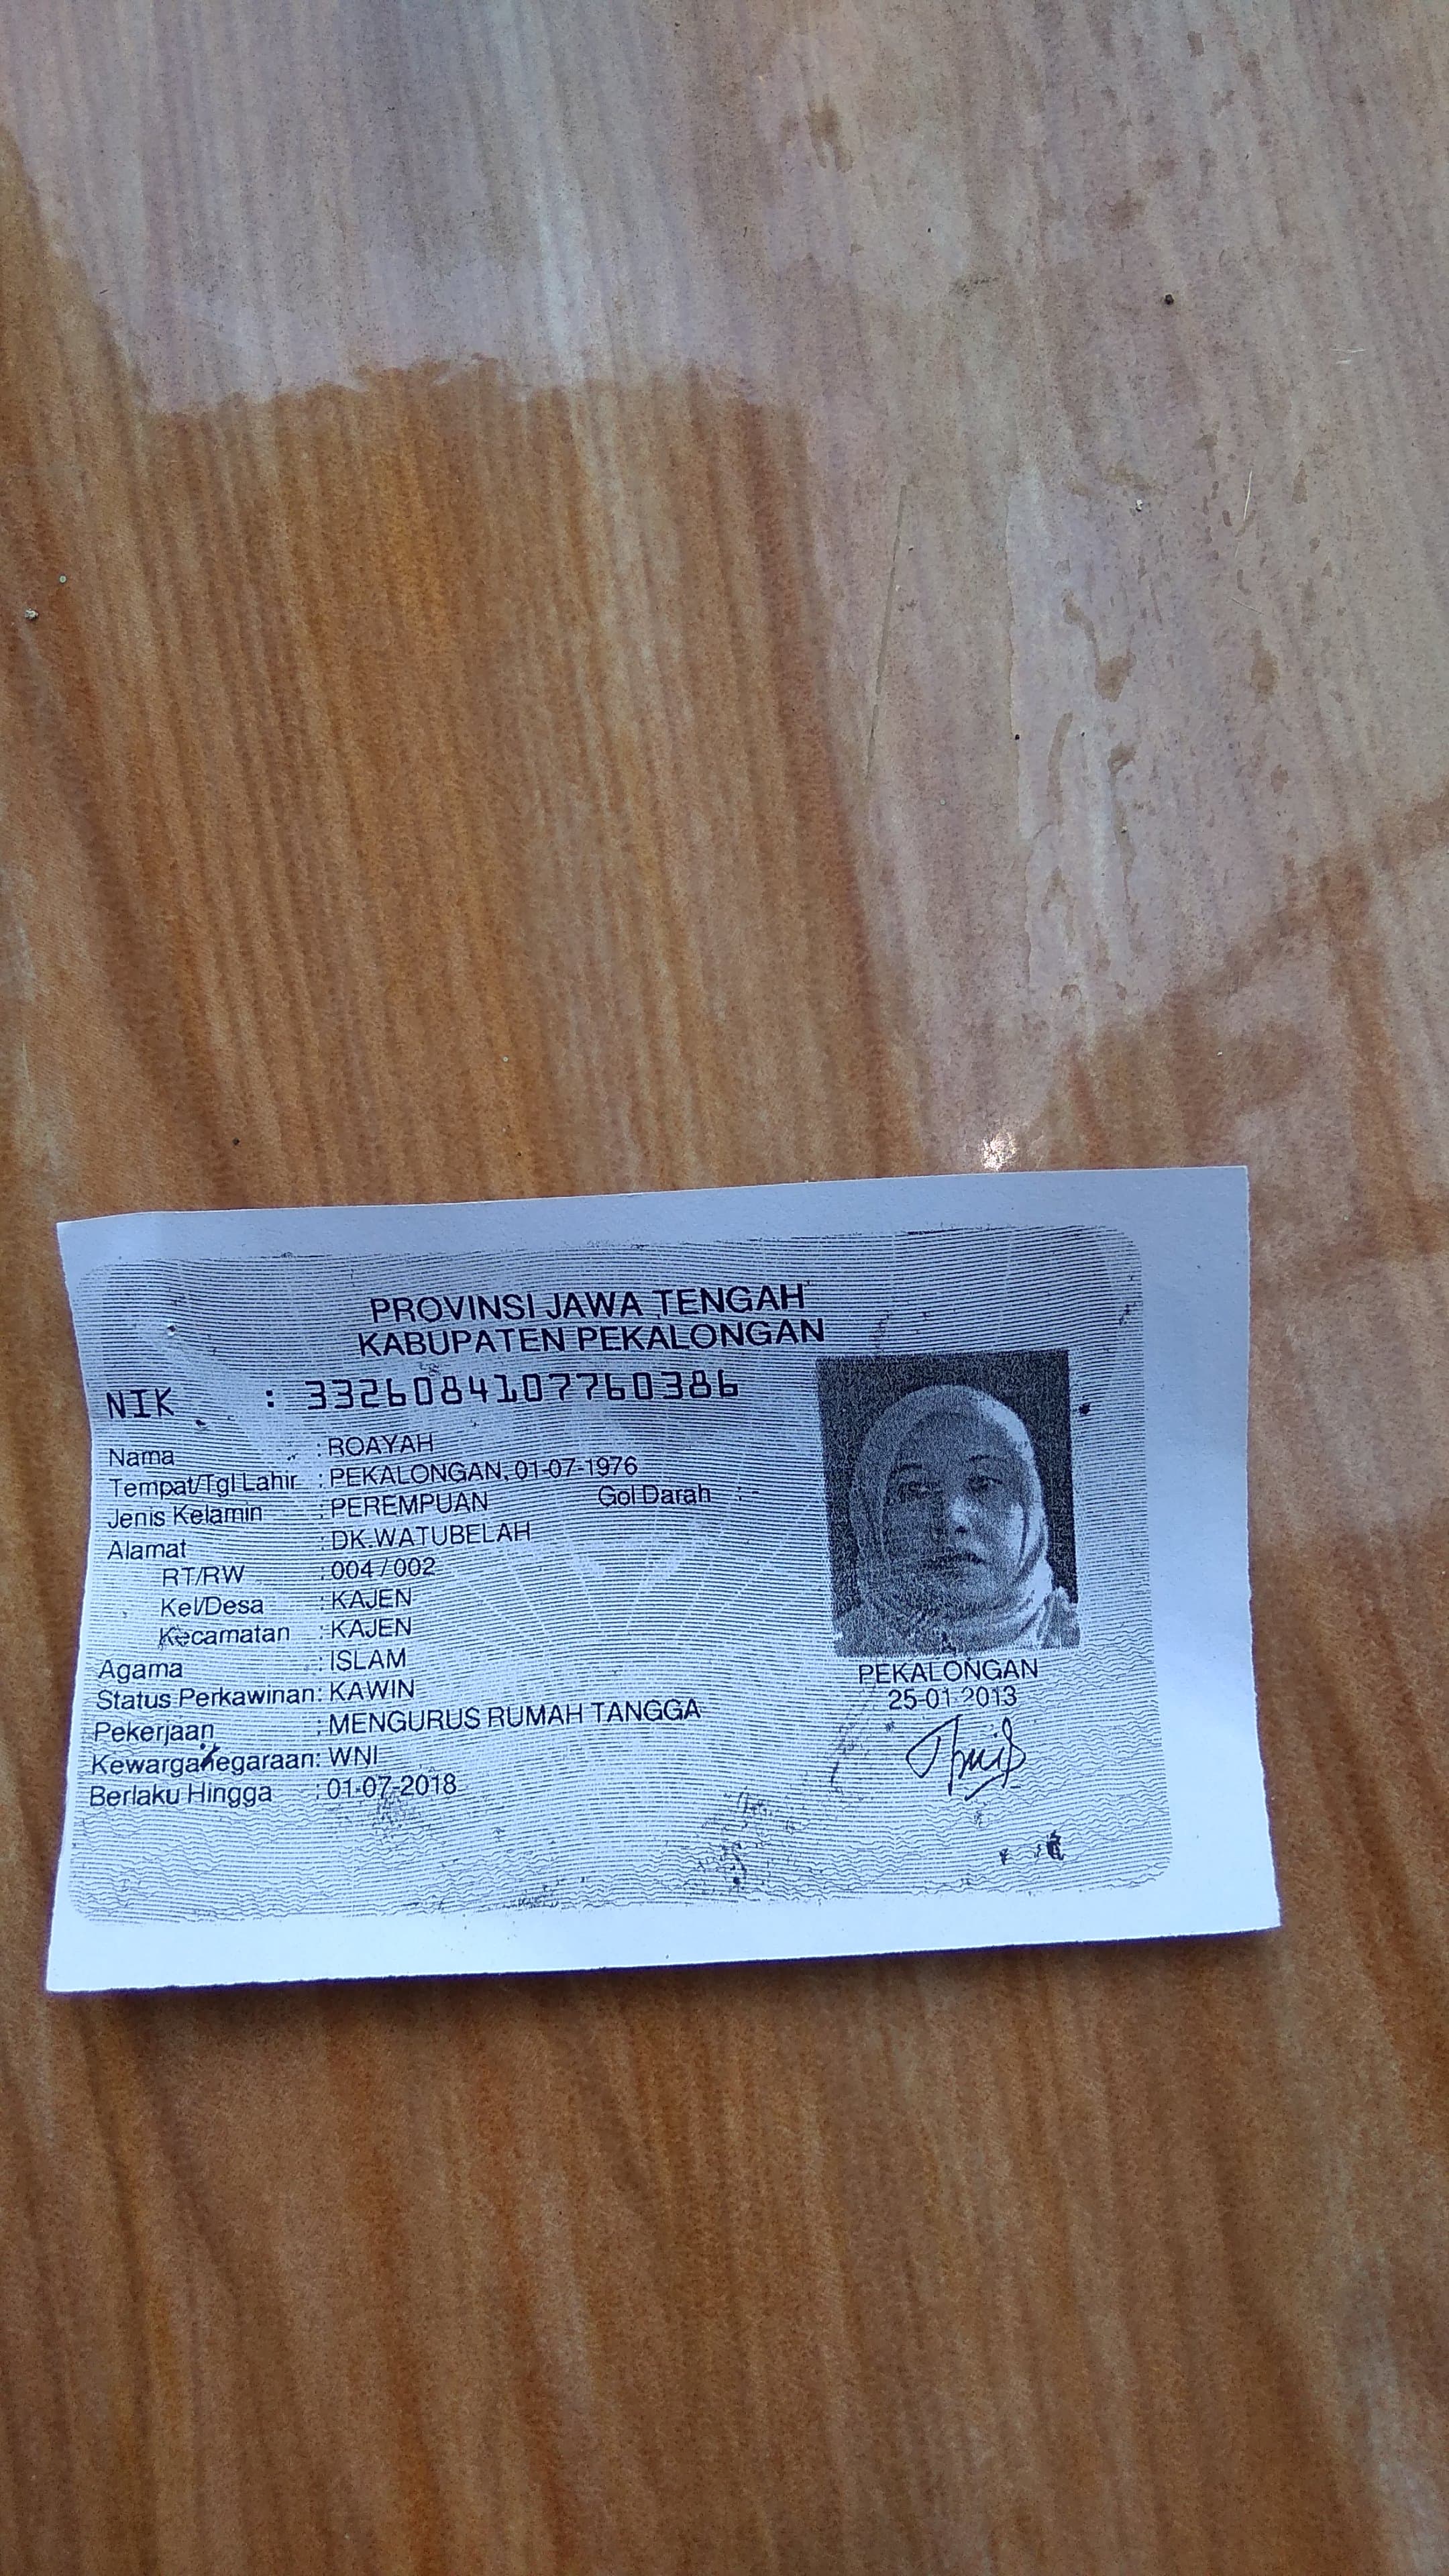 PROVINSI JAWA TENGAH
KABUPATEN PEKALONGAN
NIK : 3326084107760386
Nama : ROAYAH
Tempat/Tgl Lahir : PEKALONGAN, 01-07-1976
Jenis Kelamin : PEREMPUAN Gol Darah : -
Alamat : DK.WATUBELAH
RT/RW : 004 / 002
Kel/Desa : KAJEN
Kecamatan : KAJEN
Agama : ISLAM
Status Perkawinan : KAWIN
Pekerjaan : MENGURUS RUMAH TANGGA
Kewarganegaraan : WNI
Berlaku Hingga : 01-07-2018
PEKALONGAN
25-01-2013